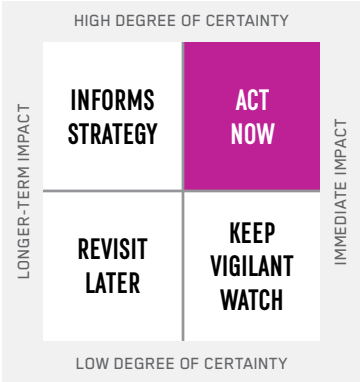 HIGH DEGREE OF CERTAINTY
LONGER-TERM IMPACT
INFORMS
STRATEGY
ACT
NOW
IMMEDIATE IMPACT
REVISIT
LATER
KEEP
VIGILANT
WATCH
LOW DEGREE OF CERTAINTY